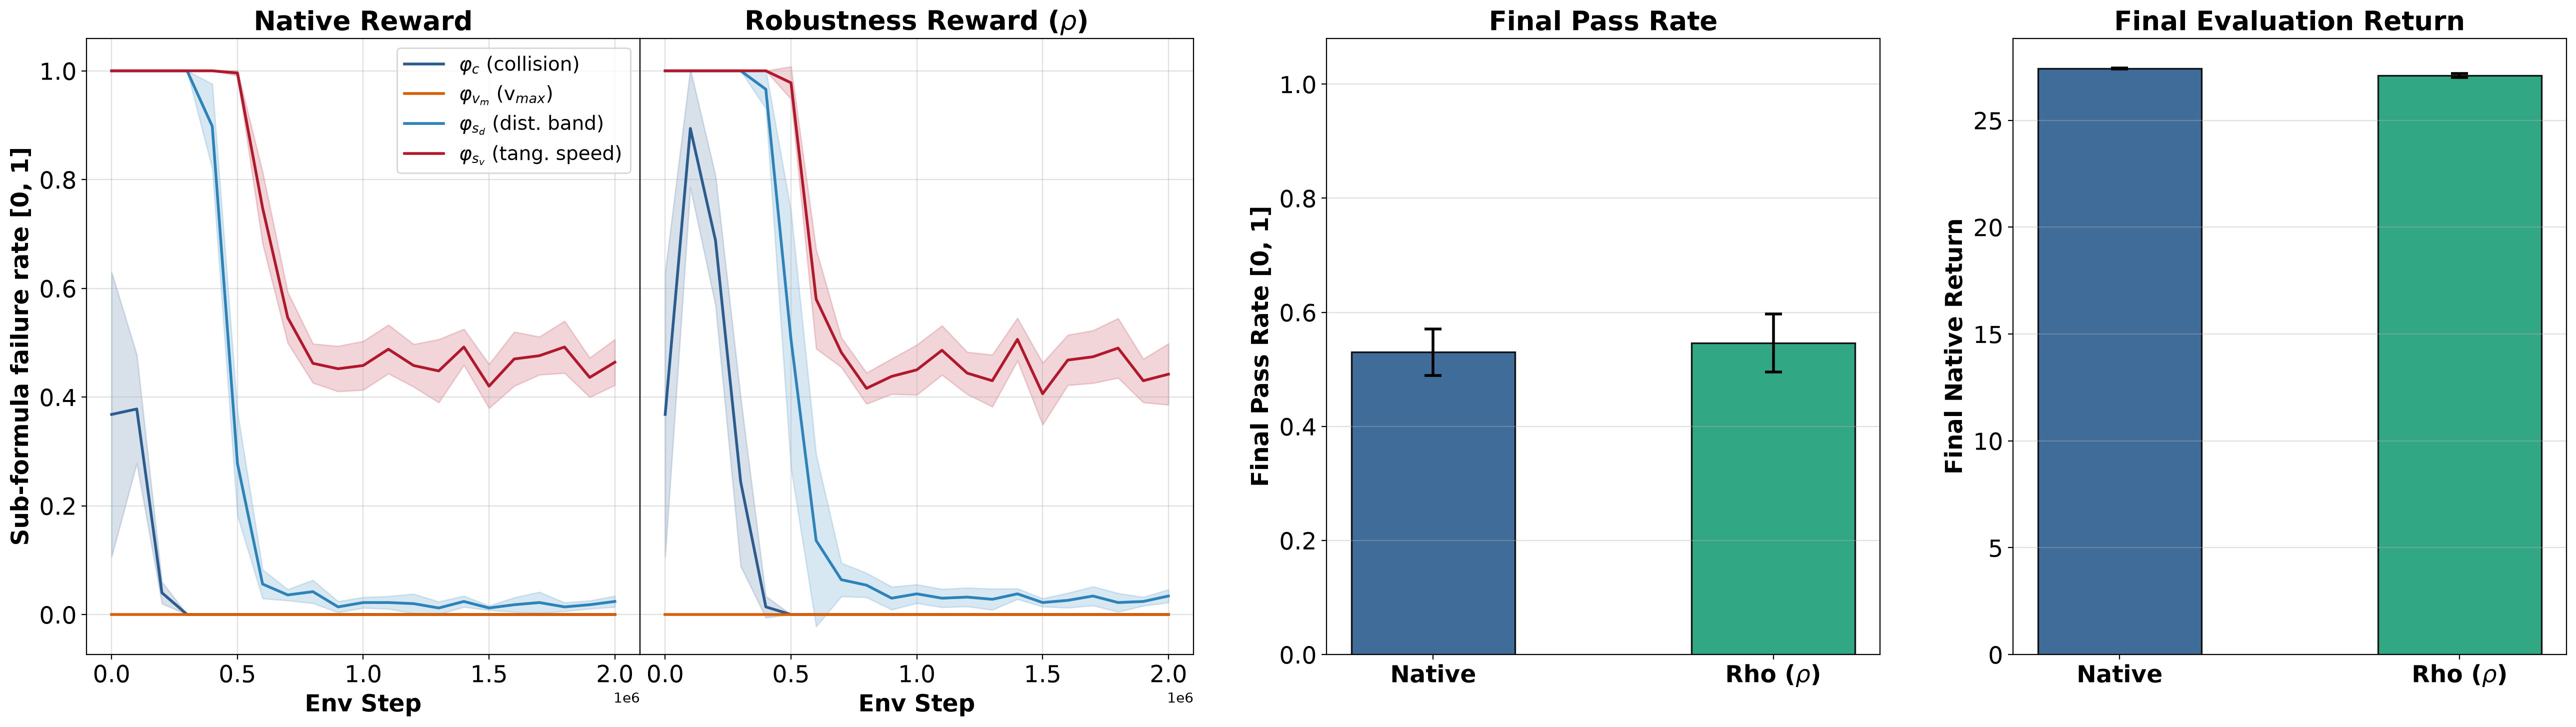 Native Reward
Sub-formula failure rate [0, 1]
1.0
0.8
0.6
0.4
0.2
0.0
φc (collision)
φvm (vmax)
φsd (dist. band)
φsv (tang. speed)
0.0 0.5 1.0 1.5 2.0
1e6
Env Step
Robustness Reward (ρ)
0.0 0.5 1.0 1.5 2.0
1e6
Env Step
Final Pass Rate
Final Pass Rate [0, 1]
1.0
0.8
0.6
0.4
0.2
0.0
Native Rho (ρ)
Final Evaluation Return
Final Native Return
25
20
15
10
5
0
Native Rho (ρ)